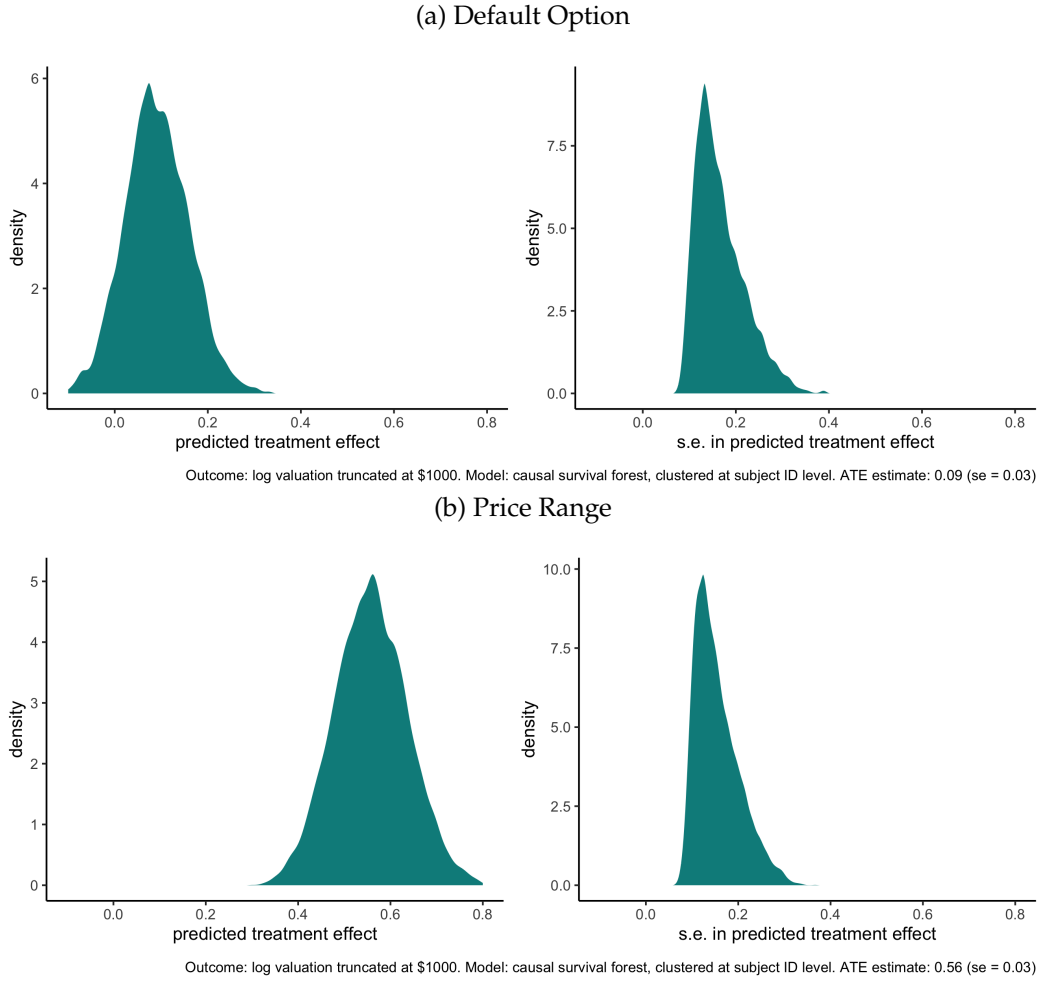 (a) Default Option
6
4
2
0
density
0.0 0.2 0.4 0.6 0.8
predicted treatment effect
7.5
5.0
2.5
0.0
density
0.0 0.2 0.4 0.6 0.8
s.e. in predicted treatment effect
Outcome: log valuation truncated at $1000. Model: causal survival forest, clustered at subject ID level. ATE estimate: 0.09 (se = 0.03)
(b) Price Range
5
4
3
2
1
0
density
0.0 0.2 0.4 0.6 0.8
predicted treatment effect
10.0
7.5
5.0
2.5
0.0
density
0.0 0.2 0.4 0.6 0.8
s.e. in predicted treatment effect
Outcome: log valuation truncated at $1000. Model: causal survival forest, clustered at subject ID level. ATE estimate: 0.56 (se = 0.03)